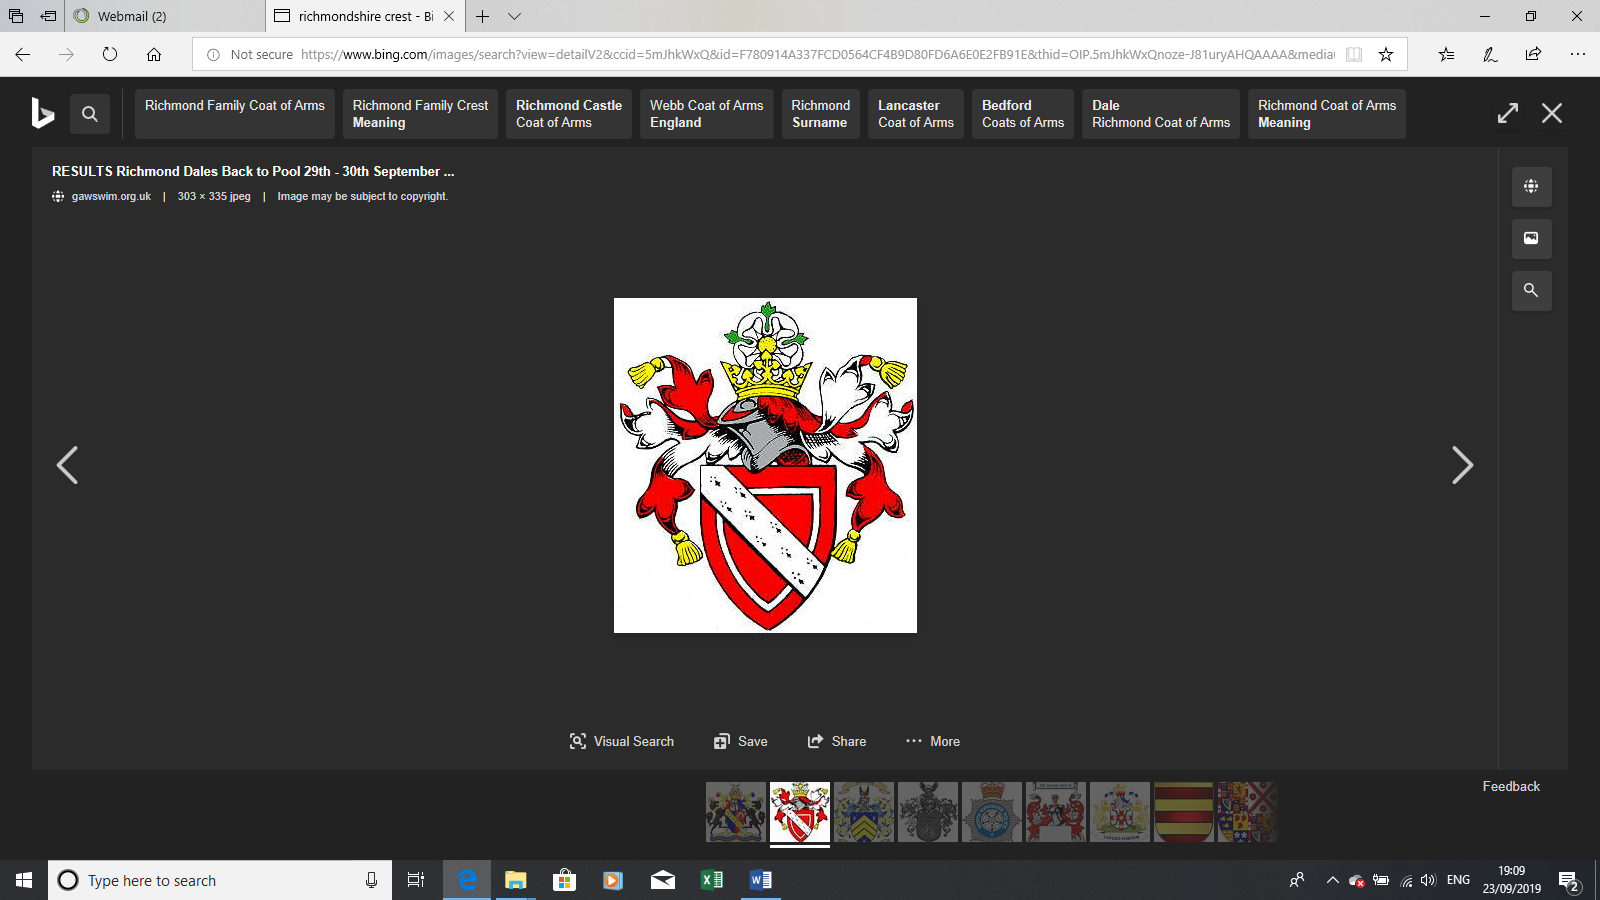 Webmail (2)
richmondshire crest - Bi
Not secure https://www.bing.com/images/search?view=detailV2&ccid=5mJhkWxQ&id=F780914A337FCD0564CF4B9D80FD6A6E0E2FB91E&thid=OIP.5mJhkWxQnoze-J81uryAHQAAAA&media
Richmond Family Coat of Arms
Richmond Family Crest
Meaning
Richmond Castle
Coat of Arms
Webb Coat of Arms
England
Richmond
Surname
Lancaster
Coat of Arms
Bedford
Coats of Arms
Dale
Richmond Coat of Arms
Richmond Coat of Arms
Meaning
RESULTS Richmond Dales Back to Pool 29th - 30th September ...
gawswim.org.uk | 303 × 335 jpeg | Image may be subject to copyright.
Visual Search Save Share More
Feedback
Type here to search
ENG
19:09
23/09/2019
2